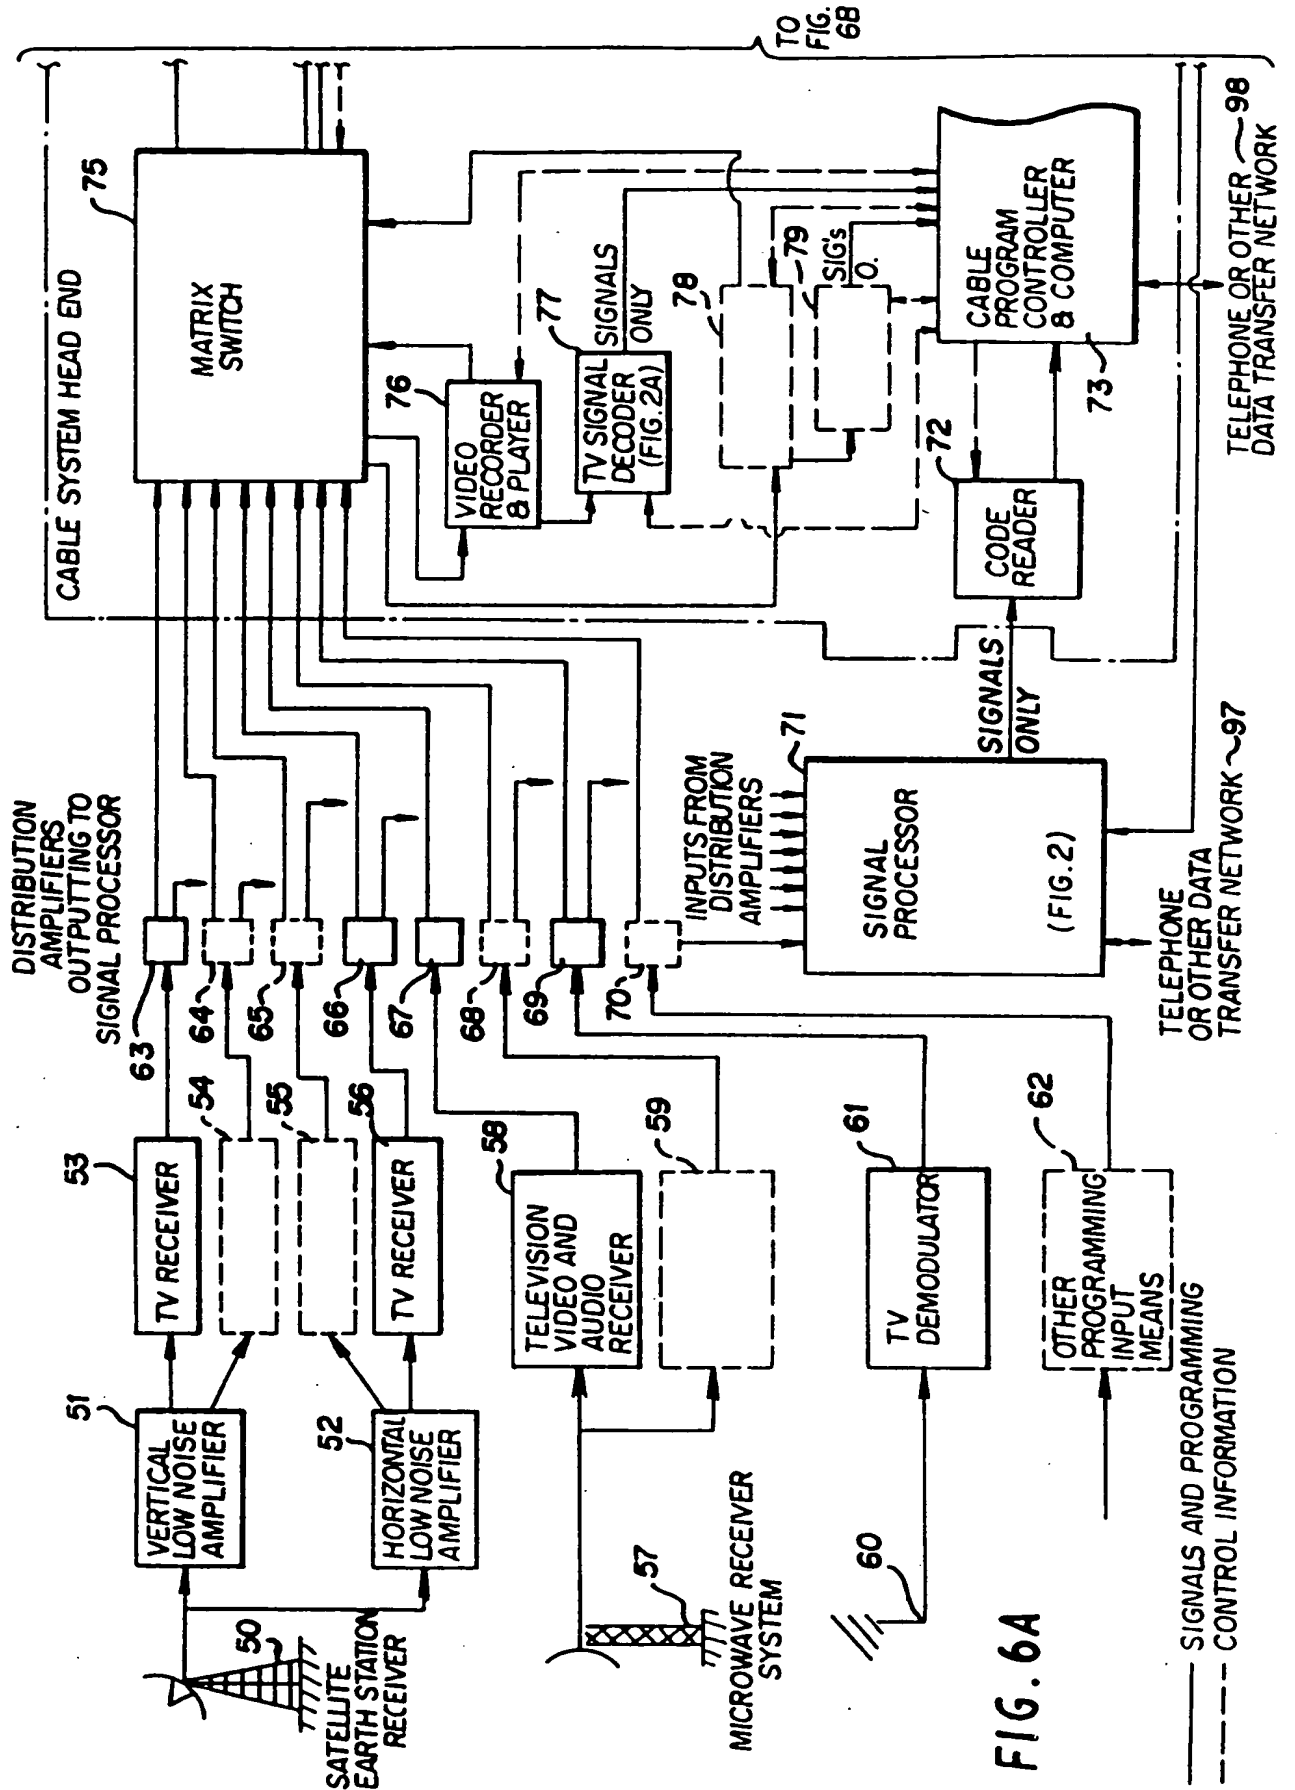 CABLE SYSTEM HEAD END
MATRIX
SWITCH
75
TO
FIG.
6B
DISTRIBUTION
AMPLIFIERS
OUTPUTTING TO
SIGNAL PROCESSOR
63
64
65
66
67
68
69
70
76
VIDEO
RECORDER
& PLAYER
77
TV SIGNAL
DECODER
(FIG.2A)
SIGNALS
ONLY
78
79
SIG's
O.
CABLE
PROGRAM
CONTROLLER
& COMPUTER
73
72
CODE
READER
SIGNALS
ONLY
TELEPHONE OR OTHER 98
DATA TRANSFER NETWORK
INPUTS FROM
DISTRIBUTION
AMPLIFIERS
71
SIGNAL
PROCESSOR
(FIG.2)
TELEPHONE
OR OTHER DATA
TRANSFER NETWORK 97
53
TV RECEIVER
54
55
56
TV RECEIVER
58
TELEVISION
VIDEO AND
AUDIO
RECEIVER
59
61
TV
DEMODULATOR
62
OTHER
PROGRAMMING
INPUT
MEANS
51
VERTICAL
LOW NOISE
AMPLIFIER
52
HORIZONTAL
LOW NOISE
AMPLIFIER
50
SATELLITE
EARTH STATION
RECEIVER
57
MICROWAVE RECEIVER
SYSTEM
60
FIG. 6A
SIGNALS AND PROGRAMMING
CONTROL INFORMATION